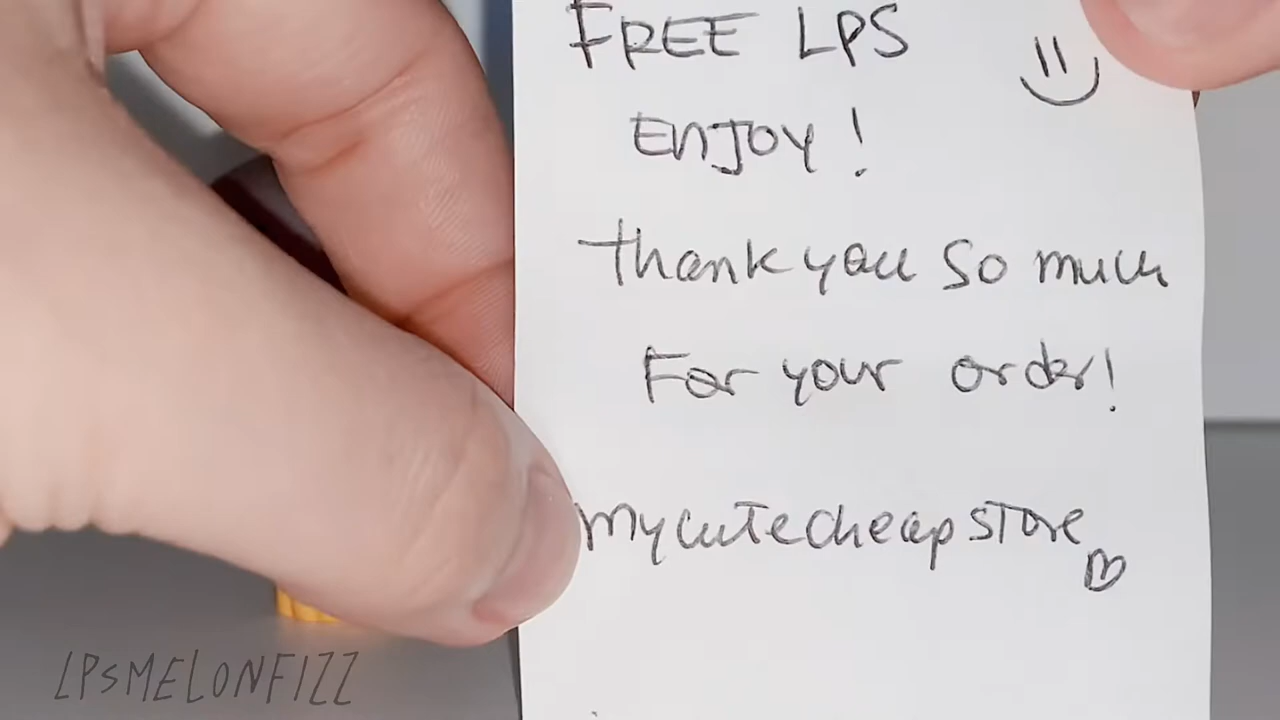 FREE LPS
ENJOY!
thank you so much
For your order!
mycutecheapstore
LPSMELONFIZZ